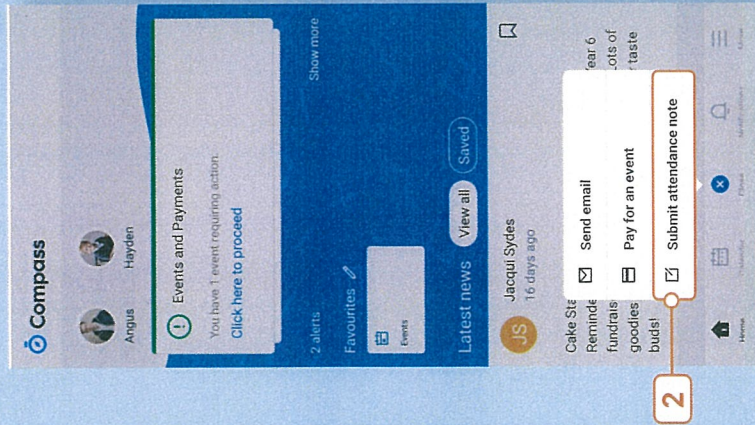 Compass
Angus
Hayden
Events and Payments
You have 1 event requiring action.
Click here to proceed
2 alerts
Show more
Favourites
Events
Latest news
View all
Saved
JS
Jacqui Sydes
16 days ago
Cake Sta
ear 6
Reminde
ots of
fundrais
taste
goodies
buds!
Send email
Pay for an event
Submit attendance note
2
Home